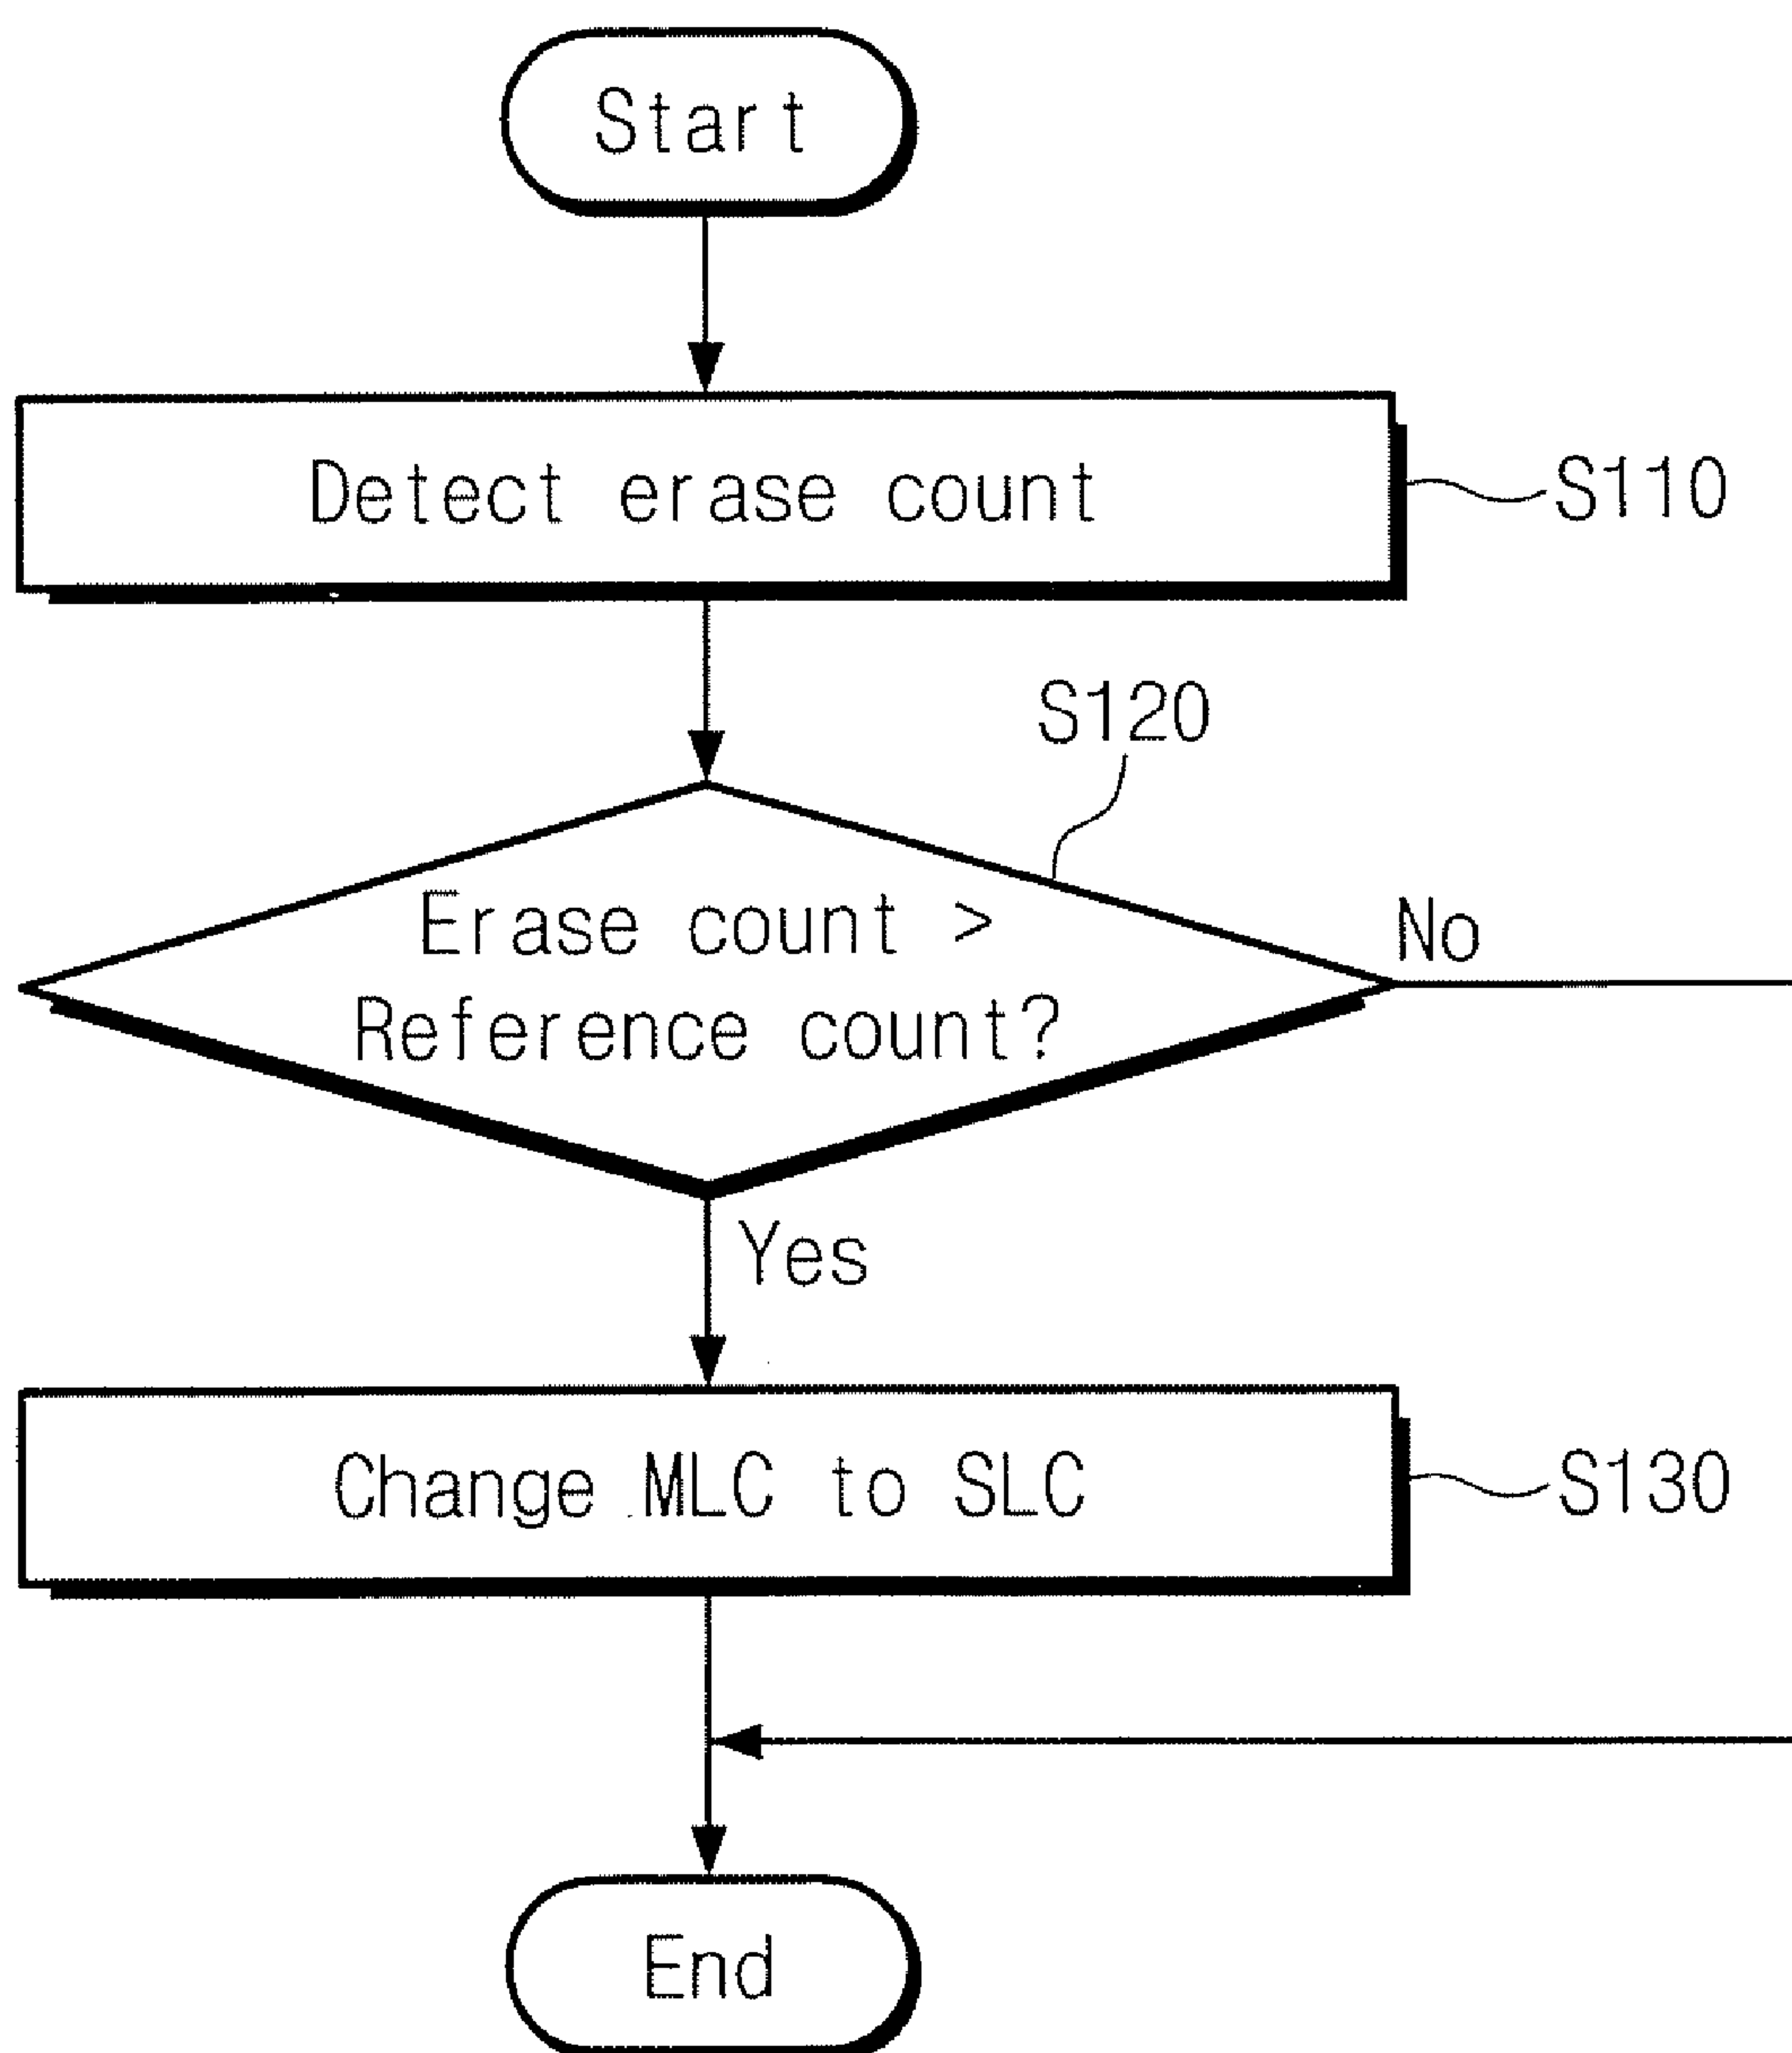 Start
Detect erase count
S110
S120
Erase count >
Reference count?
No
Yes
Change MLC to SLC
S130
End